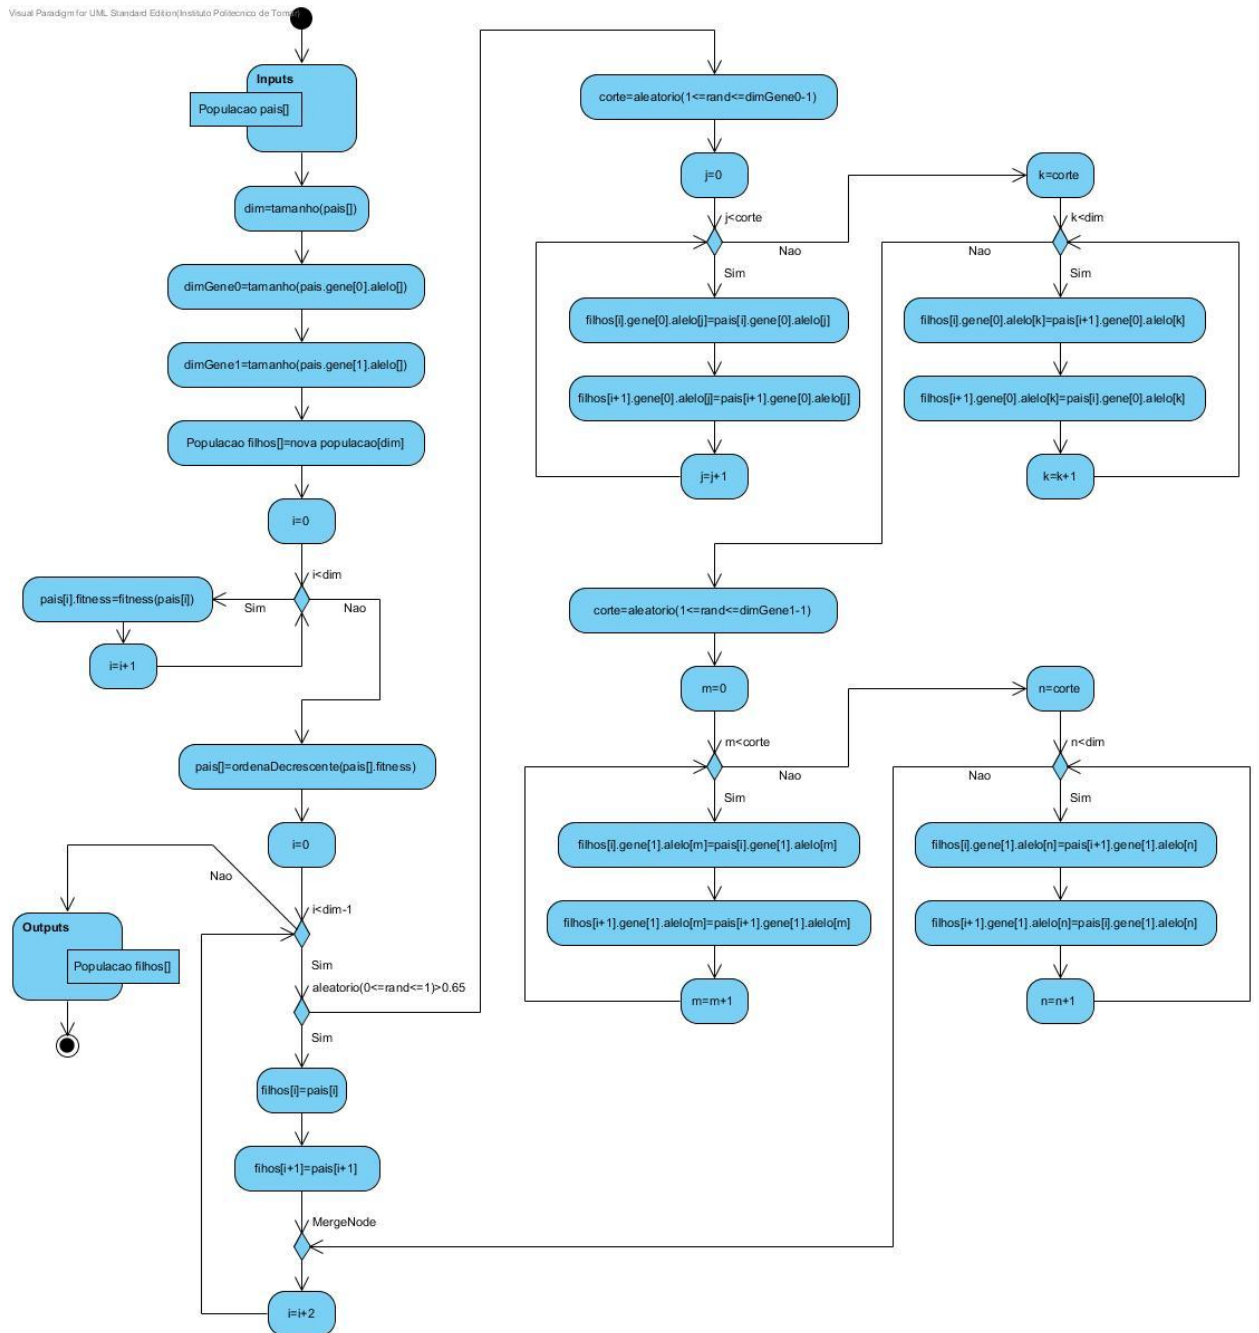 Visual Paradigm for UML Standard Edition(Instituto Politecnico de Tomar)
Inputs
Populacao pais[]
dim=tamanho(pais[])
dimGene0=tamanho(pais.gene[0].alelo[])
dimGene1=tamanho(pais.gene[1].alelo[])
Populacao filhos[]=nova populacao[dim]
i=0
i<dim
Sim
Nao
pais[i].fitness=fitness(pais[i])
i=i+1
pais[]=ordenaDecrescente(pais[].fitness)
i=0
i<dim-1
Nao
Outputs
Populacao filhos[]
Sim
aleatorio(0<=rand<=1)>0.65
Sim
filhos[i]=pais[i]
fihos[i+1]=pais[i+1]
MergeNode
i=i+2
corte=aleatorio(1<=rand<=dimGene0-1)
j=0
j<corte
Nao
Sim
filhos[i].gene[0].alelo[j]=pais[i].gene[0].alelo[j]
filhos[i+1].gene[0].alelo[j]=pais[i+1].gene[0].alelo[j]
j=j+1
k=corte
k<dim
Nao
Sim
filhos[i].gene[0].alelo[k]=pais[i+1].gene[0].alelo[k]
filhos[i+1].gene[0].alelo[k]=pais[i].gene[0].alelo[k]
k=k+1
corte=aleatorio(1<=rand<=dimGene1-1)
m=0
m<corte
Nao
Sim
filhos[i].gene[1].alelo[m]=pais[i].gene[1].alelo[m]
filhos[i+1].gene[1].alelo[m]=pais[i+1].gene[1].alelo[m]
m=m+1
n=corte
n<dim
Nao
Sim
filhos[i].gene[1].alelo[n]=pais[i+1].gene[1].alelo[n]
filhos[i+1].gene[1].alelo[n]=pais[i].gene[1].alelo[n]
n=n+1